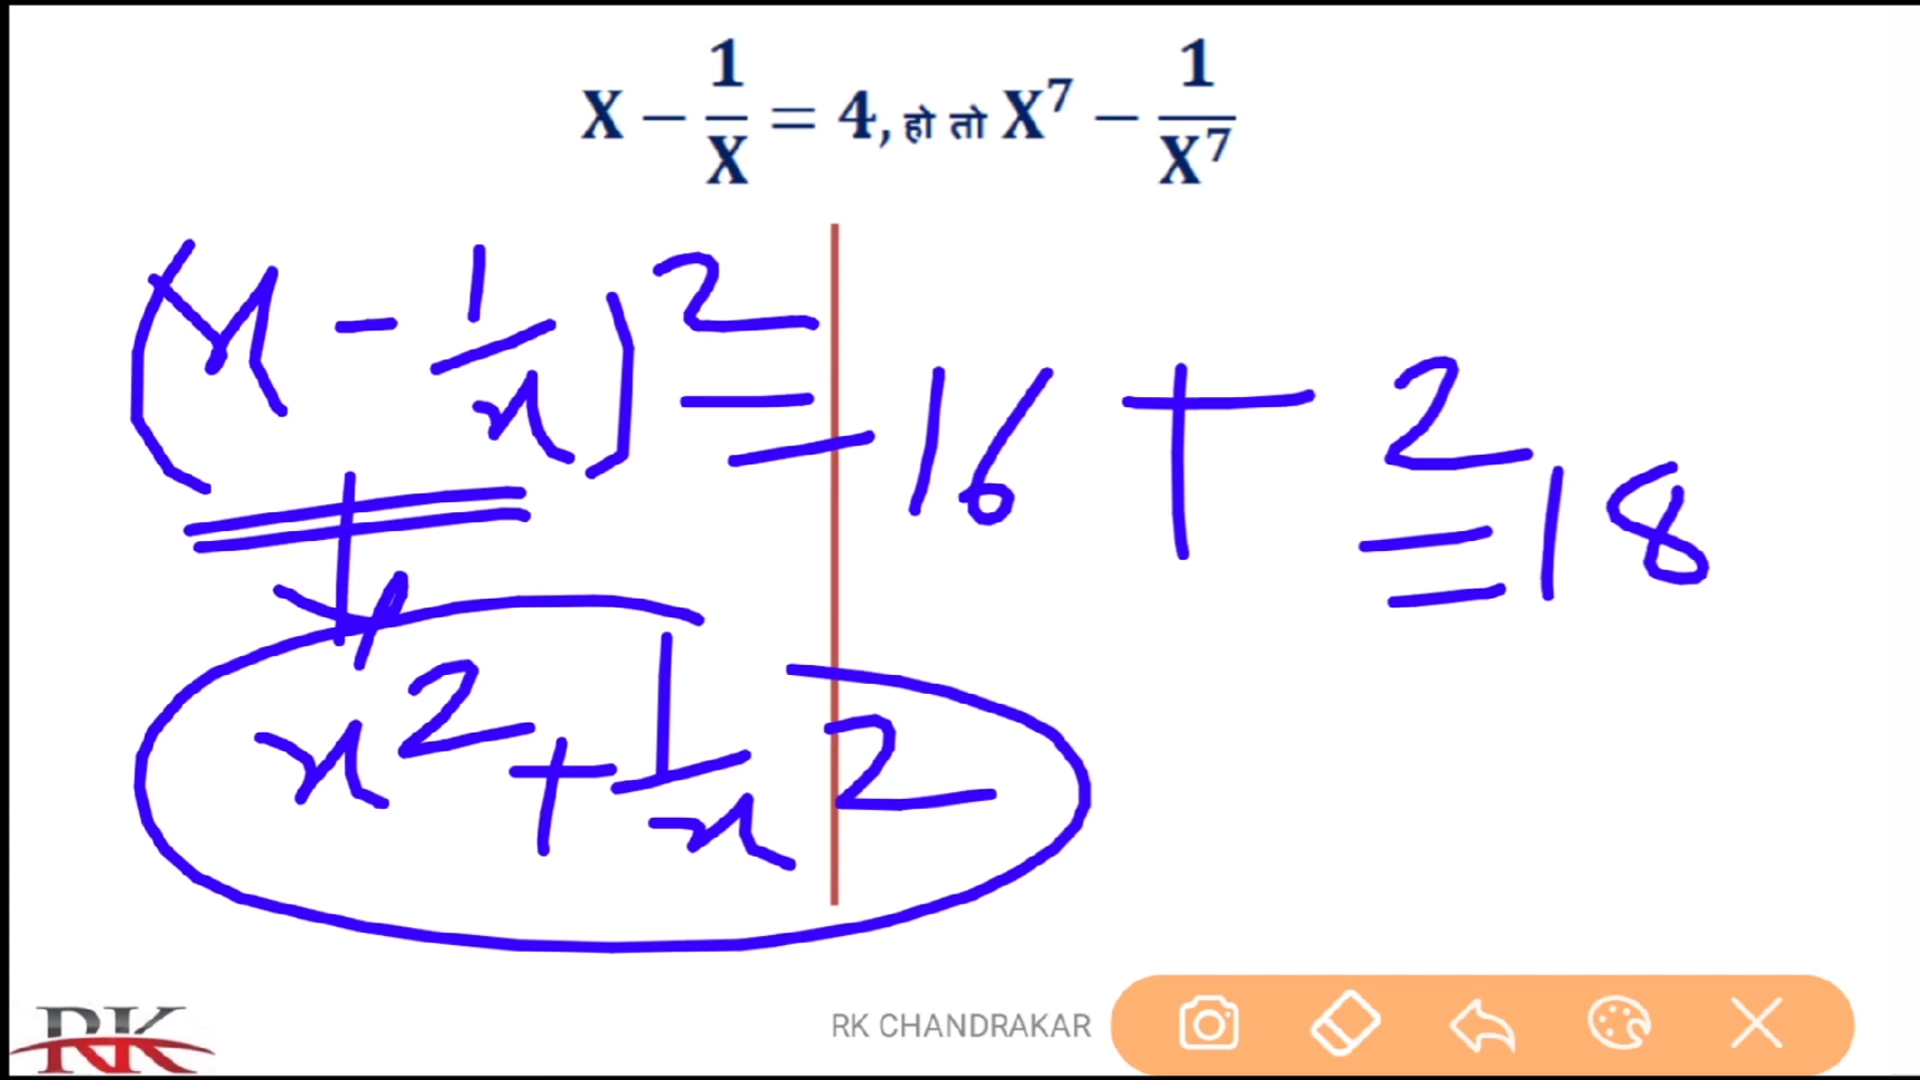 X − 1/X = 4, हो तो X⁷ − 1/X⁷
(x − 1/x)² = 16 + 2
= 18
x² + 1/x²
RK
RK CHANDRAKAR